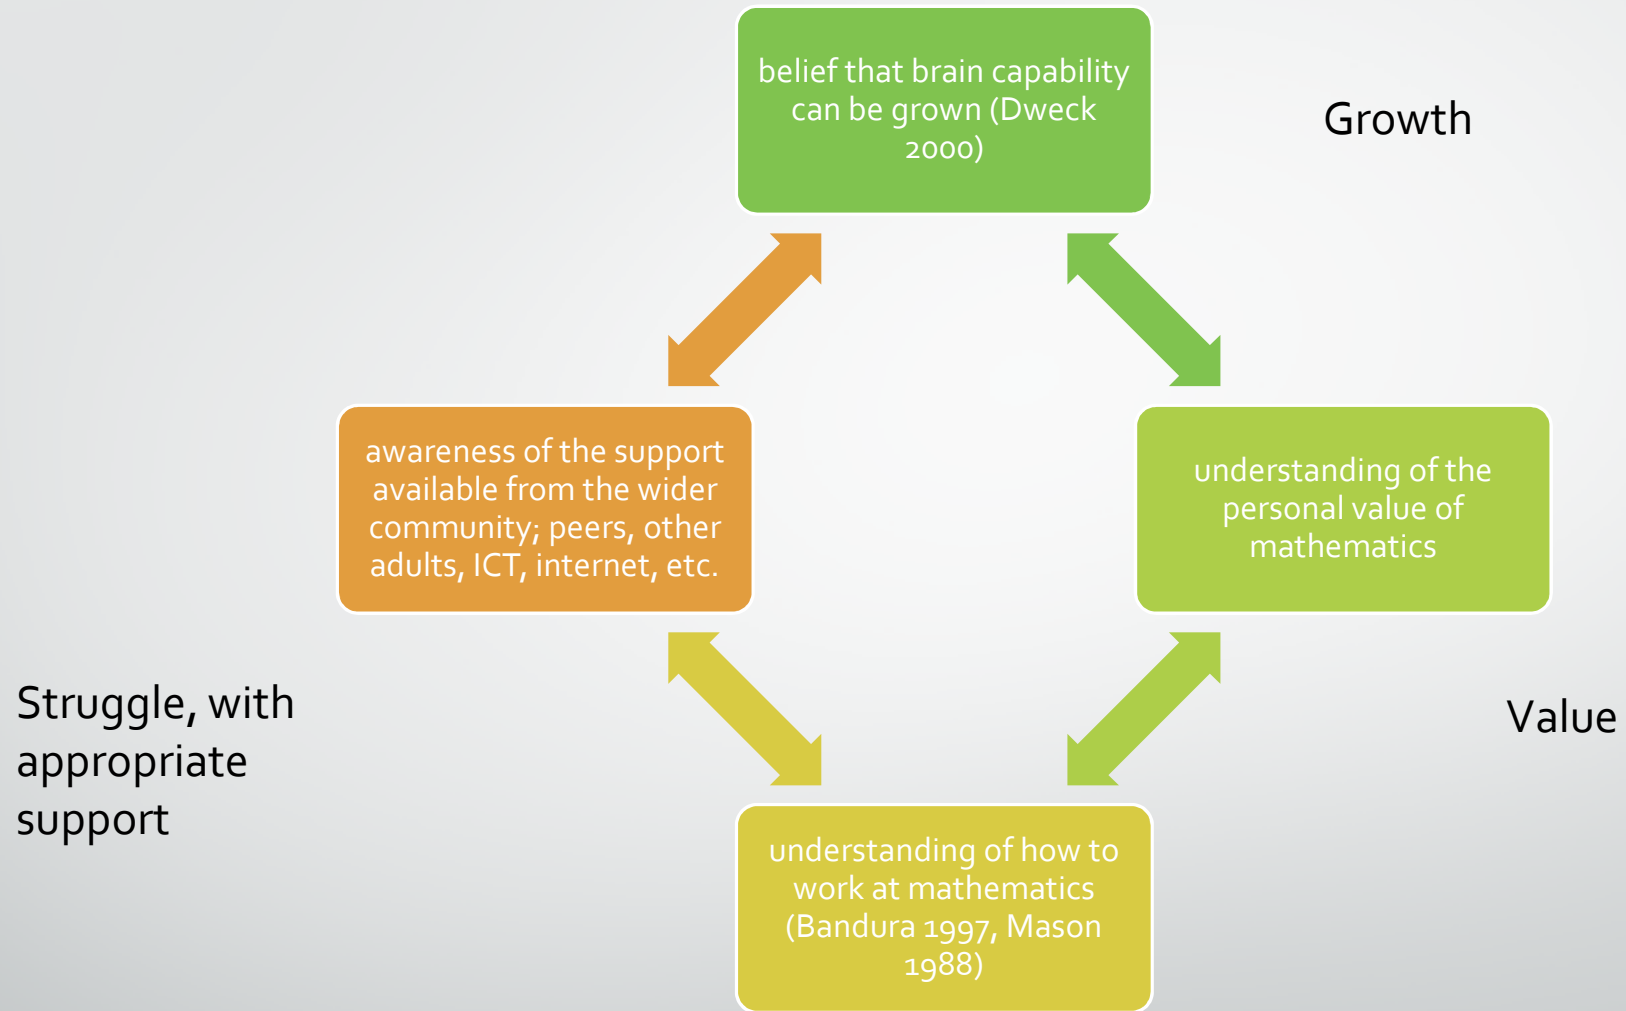 belief that brain capability
can be grown (Dweck
2000)
Growth
awareness of the support
available from the wider
community; peers, other
adults, ICT, internet, etc.
understanding of the
personal value of
mathematics
Struggle, with
appropriate
support
Value
understanding of how to
work at mathematics
(Bandura 1997, Mason
1988)